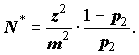 N* = z²/m² · (1 − p₂)/p₂.